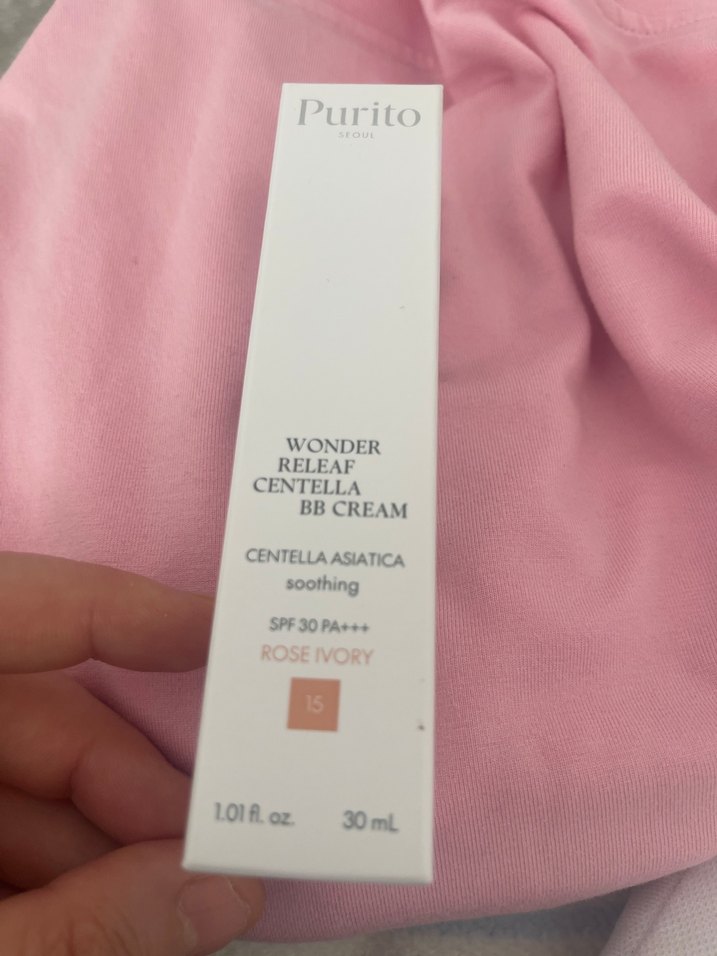 Purito
SEOUL
WONDER
RELEAF
CENTELLA
BB CREAM
CENTELLA ASIATICA
soothing
SPF 30 PA+++
ROSE IVORY
15
1.01 fl. oz. 30 mL